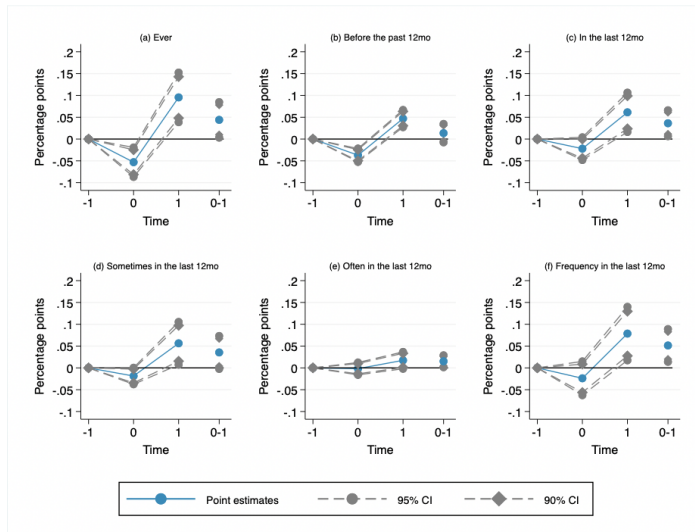 (a) Ever
Percentage points
.2
.15
.1
.05
0
-.05
-.1
-1 0 1 0-1
Time
(b) Before the past 12mo
Percentage points
.2
.15
.1
.05
0
-.05
-.1
-1 0 1 0-1
Time
(c) In the last 12mo
Percentage points
.2
.15
.1
.05
0
-.05
-.1
-1 0 1 0-1
Time
(d) Sometimes in the last 12mo
Percentage points
.2
.15
.1
.05
0
-.05
-.1
-1 0 1 0-1
Time
(e) Often in the last 12mo
Percentage points
.2
.15
.1
.05
0
-.05
-.1
-1 0 1 0-1
Time
(f) Frequency in the last 12mo
Percentage points
.2
.15
.1
.05
0
-.05
-.1
-1 0 1 0-1
Time
Point estimates 95% CI 90% CI